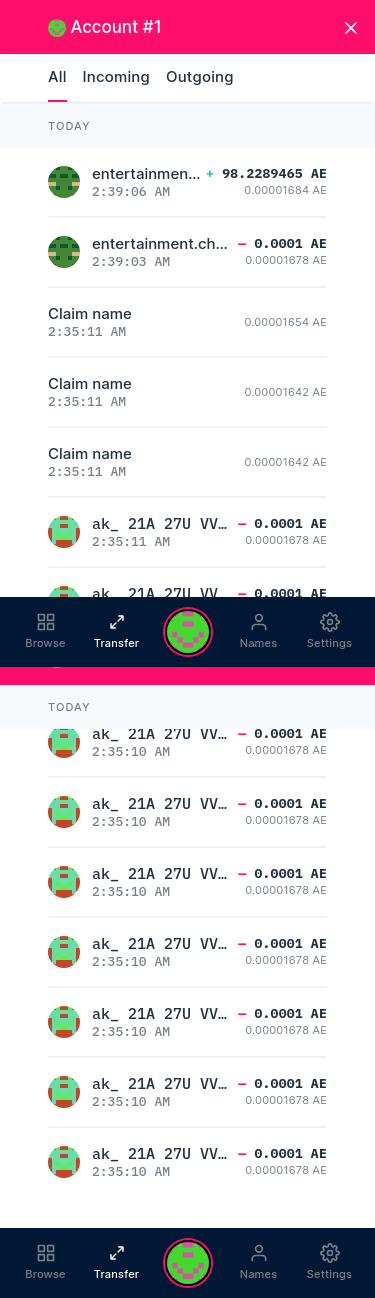 Account #1
All Incoming Outgoing
TODAY
entertainmen... + 98.2289465 AE
2:39:06 AM 0.00001684 AE
entertainment.ch... – 0.0001 AE
2:39:03 AM 0.00001678 AE
Claim name
2:35:11 AM 0.00001654 AE
Claim name
2:35:11 AM 0.00001642 AE
Claim name
2:35:11 AM 0.00001642 AE
ak_ 21A 27U VV... – 0.0001 AE
2:35:11 AM 0.00001678 AE
ak_ 21A 27U VV... – 0.0001 AE
Browse Transfer Names Settings
TODAY
ak_ 21A 27U VV... – 0.0001 AE
2:35:10 AM 0.00001678 AE
ak_ 21A 27U VV... – 0.0001 AE
2:35:10 AM 0.00001678 AE
ak_ 21A 27U VV... – 0.0001 AE
2:35:10 AM 0.00001678 AE
ak_ 21A 27U VV... – 0.0001 AE
2:35:10 AM 0.00001678 AE
ak_ 21A 27U VV... – 0.0001 AE
2:35:10 AM 0.00001678 AE
ak_ 21A 27U VV... – 0.0001 AE
2:35:10 AM 0.00001678 AE
ak_ 21A 27U VV... – 0.0001 AE
2:35:10 AM 0.00001678 AE
Browse Transfer Names Settings